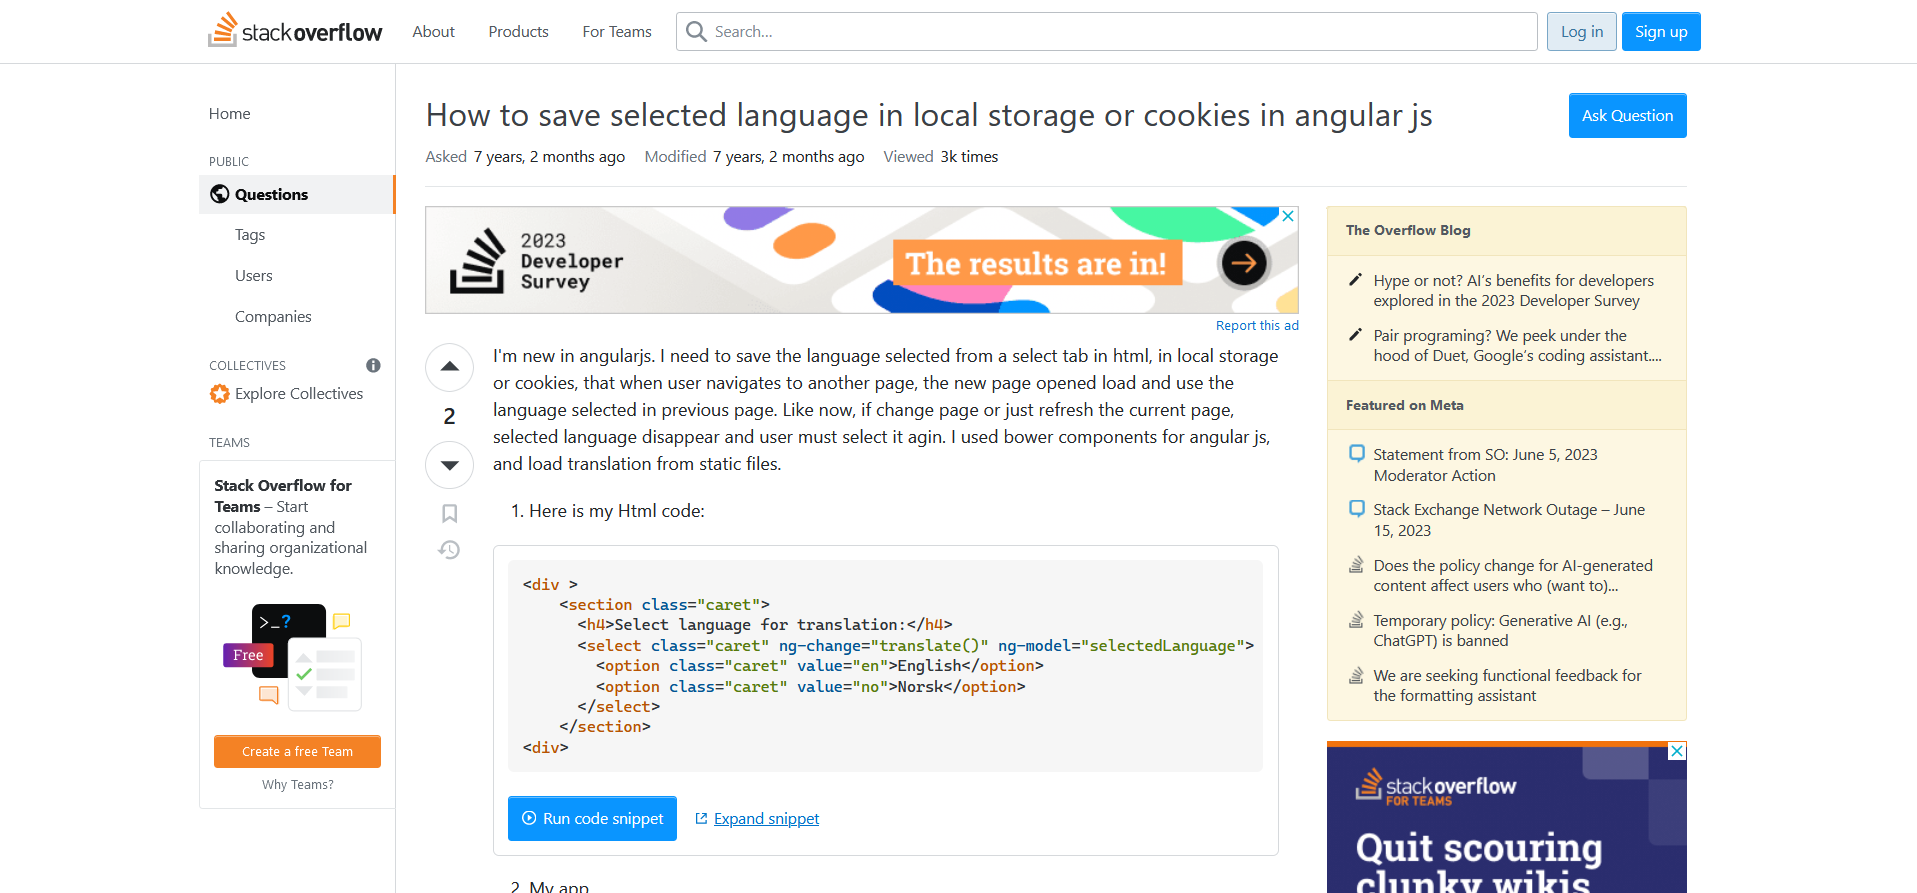 stackoverflow
About
Products
For Teams
Search...
Log in
Sign up
Home
PUBLIC
Questions
Tags
Users
Companies
COLLECTIVES
Explore Collectives
TEAMS
Stack Overflow for
Teams – Start
collaborating and
sharing organizational
knowledge.
>_?
Free
Create a free Team
Why Teams?
How to save selected language in local storage or cookies in angular js
Ask Question
Asked 7 years, 2 months ago Modified 7 years, 2 months ago Viewed 3k times
2023
Developer
Survey
The results are in!
Report this ad
2
I'm new in angularjs. I need to save the language selected from a select tab in html, in local storage
or cookies, that when user navigates to another page, the new page opened load and use the
language selected in previous page. Like now, if change page or just refresh the current page,
selected language disappear and user must select it agin. I used bower components for angular js,
and load translation from static files.
1. Here is my Html code:
<div >
    <section class="caret">
      <h4>Select language for translation:</h4>
      <select class="caret" ng-change="translate()" ng-model="selectedLanguage">
        <option class="caret" value="en">English</option>
        <option class="caret" value="no">Norsk</option>
      </select>
    </section>
<div>
Run code snippet
Expand snippet
2. My app
The Overflow Blog
Hype or not? AI's benefits for developers
explored in the 2023 Developer Survey
Pair programing? We peek under the
hood of Duet, Google's coding assistant....
Featured on Meta
Statement from SO: June 5, 2023
Moderator Action
Stack Exchange Network Outage – June
15, 2023
Does the policy change for AI-generated
content affect users who (want to)...
Temporary policy: Generative AI (e.g.,
ChatGPT) is banned
We are seeking functional feedback for
the formatting assistant
stackoverflow
FOR TEAMS
Quit scouring
clunky wikis